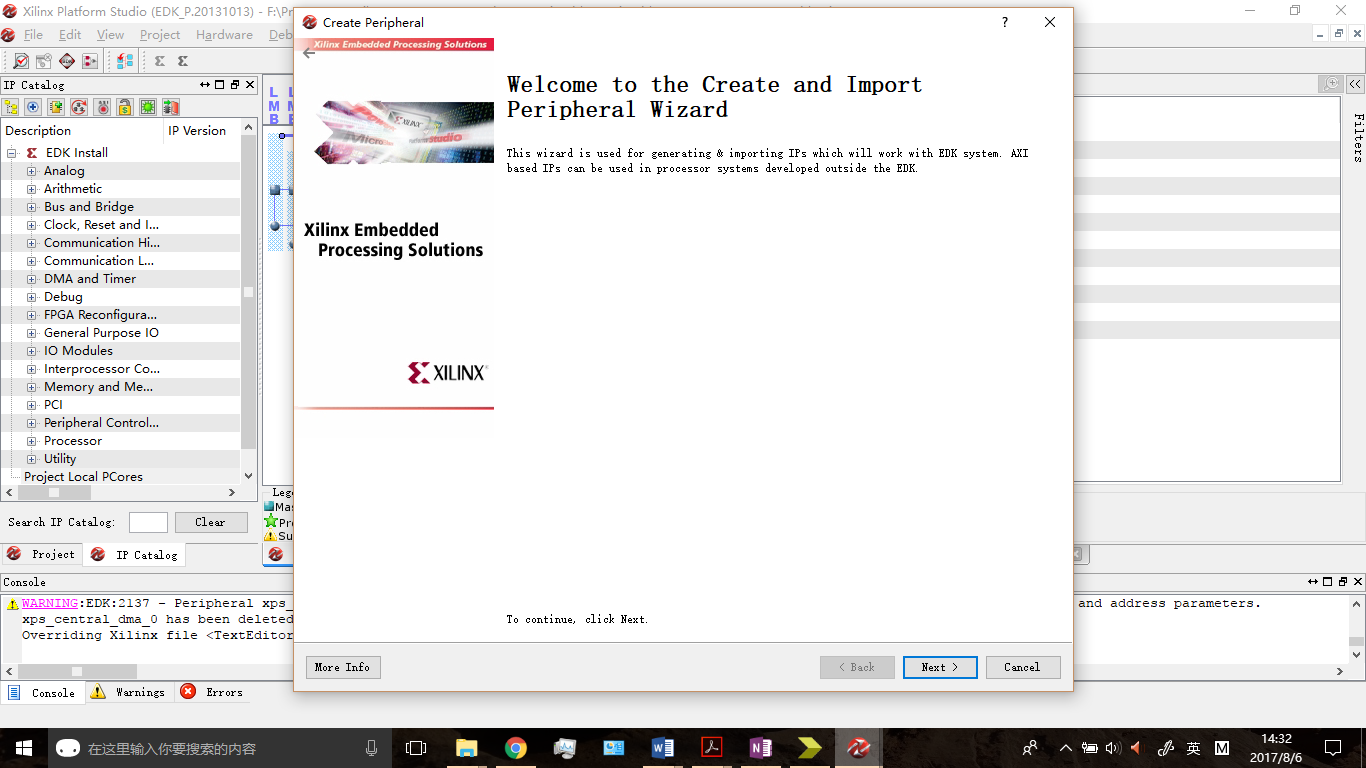 Xilinx Platform Studio (EDK_P.20131013) - F:\Pr
File Edit View Project Hardware Deb
IP Catalog
Description IP Version
EDK Install
Analog
Arithmetic
Bus and Bridge
Clock, Reset and I...
Communication Hi...
Communication L...
DMA and Timer
Debug
FPGA Reconfigura...
General Purpose IO
IO Modules
Interprocessor Co...
Memory and Me...
PCI
Peripheral Control...
Processor
Utility
Project Local PCores
Search IP Catalog: Clear
Project IP Catalog
L
M
B
Lege
Mas
Pro
Su
Filters
Create Peripheral
Xilinx Embedded Processing Solutions
Xilinx Embedded
Processing Solutions
XILINX
Welcome to the Create and Import
Peripheral Wizard
This wizard is used for generating & importing IPs which will work with EDK system. AXI
based IPs can be used in processor systems developed outside the EDK.
To continue, click Next.
More Info < Back Next > Cancel
Console
WARNING:EDK:2137 - Peripheral xps_ and address parameters.
xps_central_dma_0 has been deleted
Overriding Xilinx file <TextEditor
Console Warnings Errors
在这里输入你要搜索的内容
英 M
14:32
2017/8/6